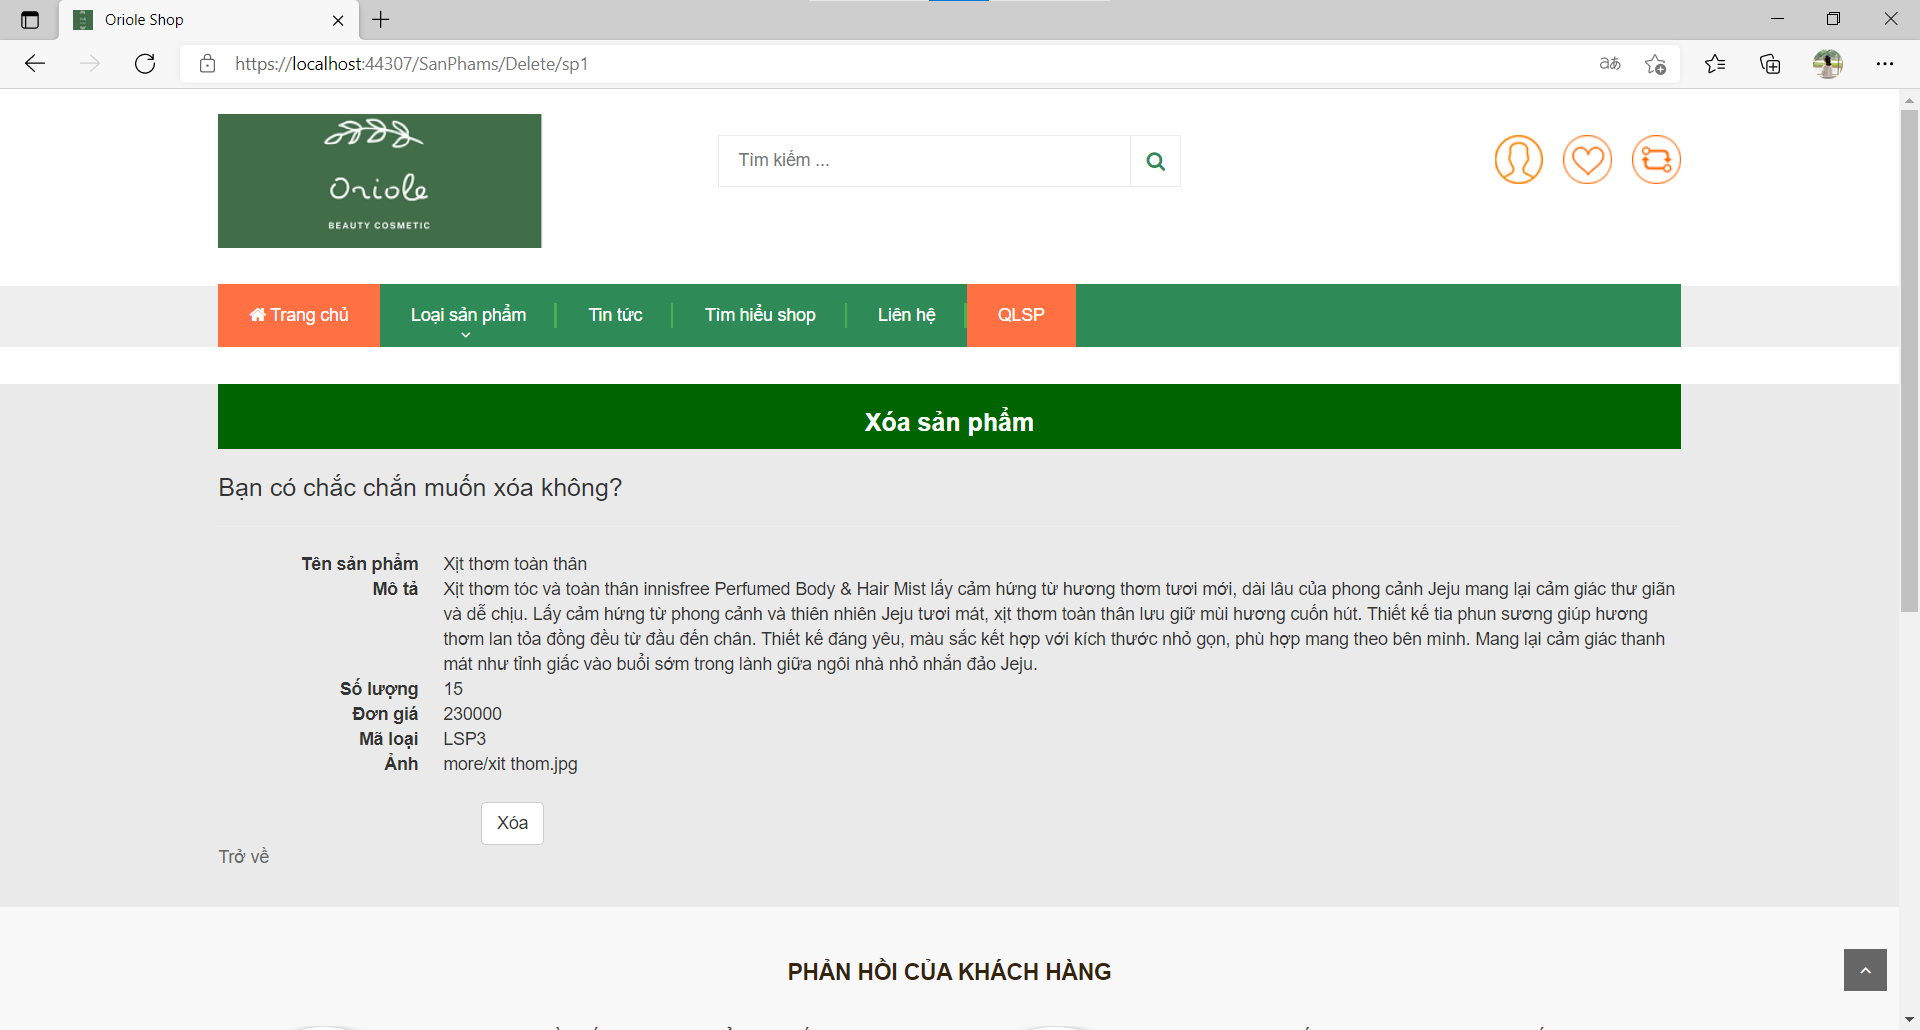 Oriole Shop
https://localhost:44307/SanPhams/Delete/sp1
Oriole
BEAUTY COSMETIC
Tìm kiếm ...
Trang chủ
Loại sản phẩm
Tin tức
Tìm hiểu shop
Liên hệ
QLSP
Xóa sản phẩm
Bạn có chắc chắn muốn xóa không?
Tên sản phẩm Xịt thơm toàn thân
Mô tả Xịt thơm tóc và toàn thân innisfree Perfumed Body & Hair Mist lấy cảm hứng từ hương thơm tươi mới, dài lâu của phong cảnh Jeju mang lại cảm giác thư giãn
và dễ chịu. Lấy cảm hứng từ phong cảnh và thiên nhiên Jeju tươi mát, xịt thơm toàn thân lưu giữ mùi hương cuốn hút. Thiết kế tia phun sương giúp hương
thơm lan tỏa đồng đều từ đầu đến chân. Thiết kế đáng yêu, màu sắc kết hợp với kích thước nhỏ gọn, phù hợp mang theo bên mình. Mang lại cảm giác thanh
mát như tỉnh giấc vào buổi sớm trong lành giữa ngôi nhà nhỏ nhắn đảo Jeju.
Số lượng 15
Đơn giá 230000
Mã loại LSP3
Ảnh more/xit thom.jpg
Xóa
Trở về
PHẢN HỒI CỦA KHÁCH HÀNG